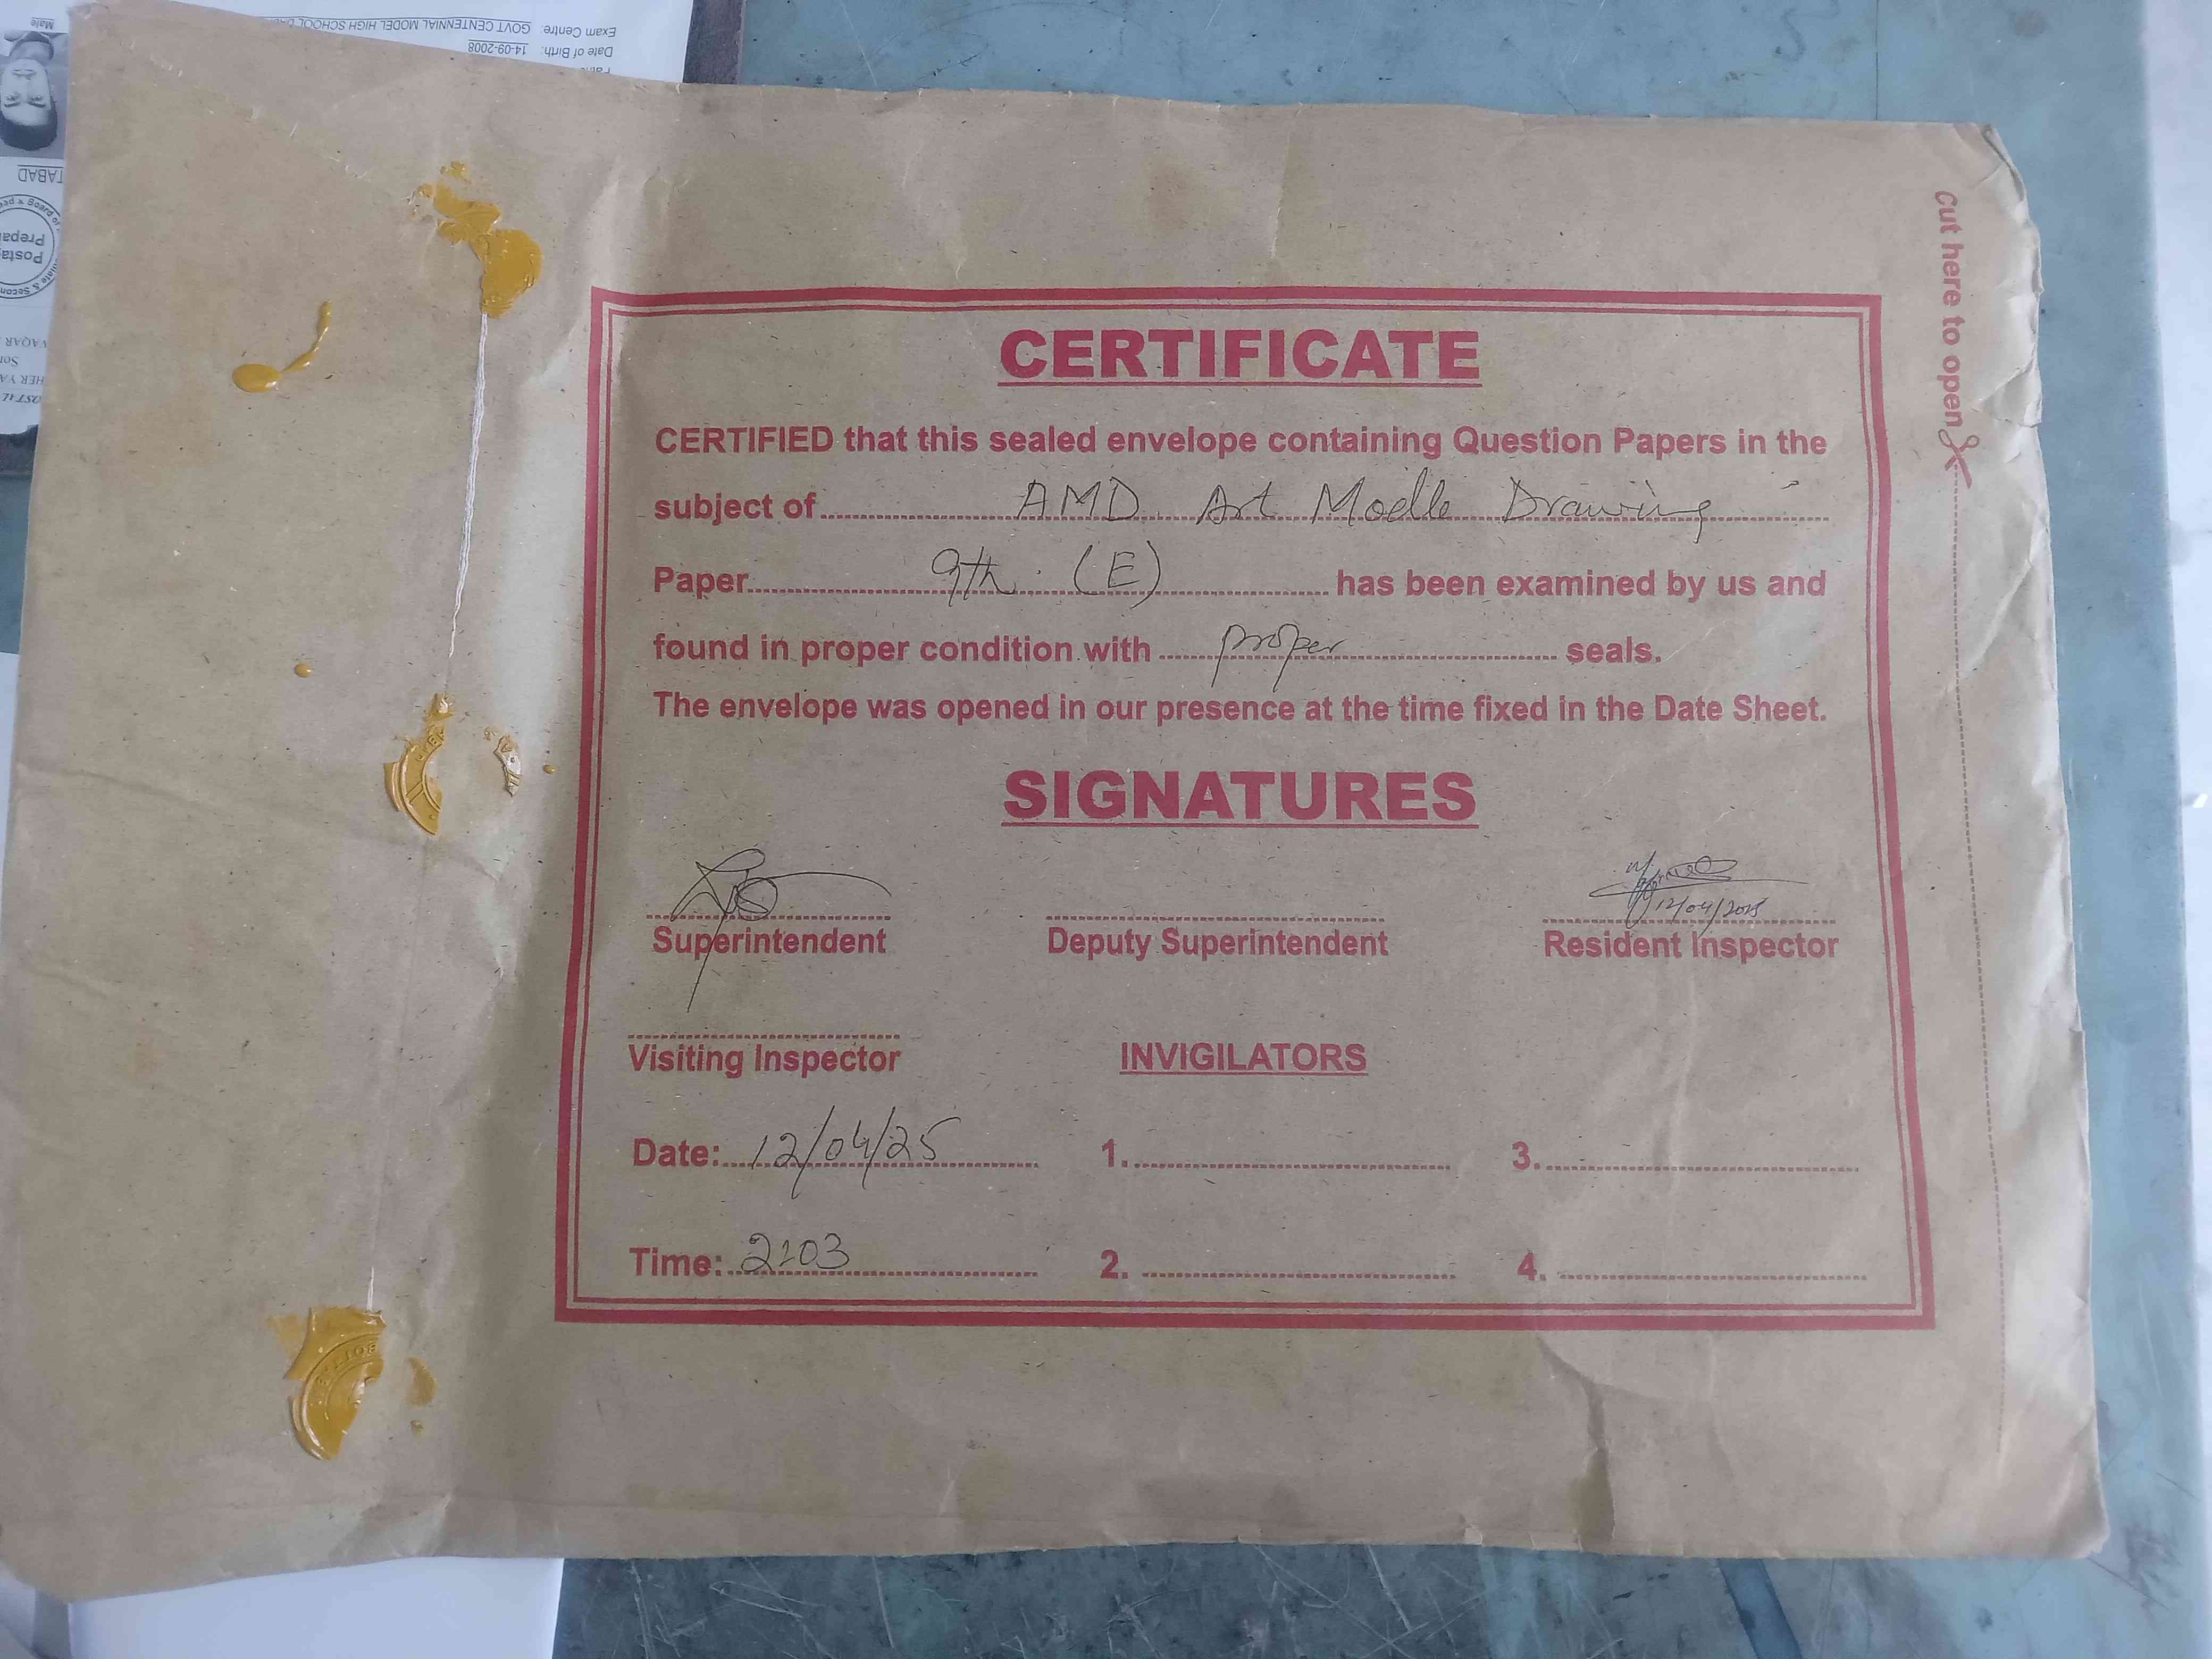 CERTIFICATE
CERTIFIED that this sealed envelope containing Question Papers in the
subject of AMD Art Modle Drawing
Paper 9th (E) has been examined by us and
found in proper condition with proper seals.
The envelope was opened in our presence at the time fixed in the Date Sheet.
SIGNATURES
12/04/2025
Superintendent Deputy Superintendent Resident Inspector
Visiting Inspector INVIGILATORS
Date: 12/04/25 1. 3.
Time: 2:03 2. 4.
Cut here to open
Male
Exam Centre: GOVT CENTENNIAL MODEL HIGH SCHOOL
Date of Birth: 14-09-2008
TABAD